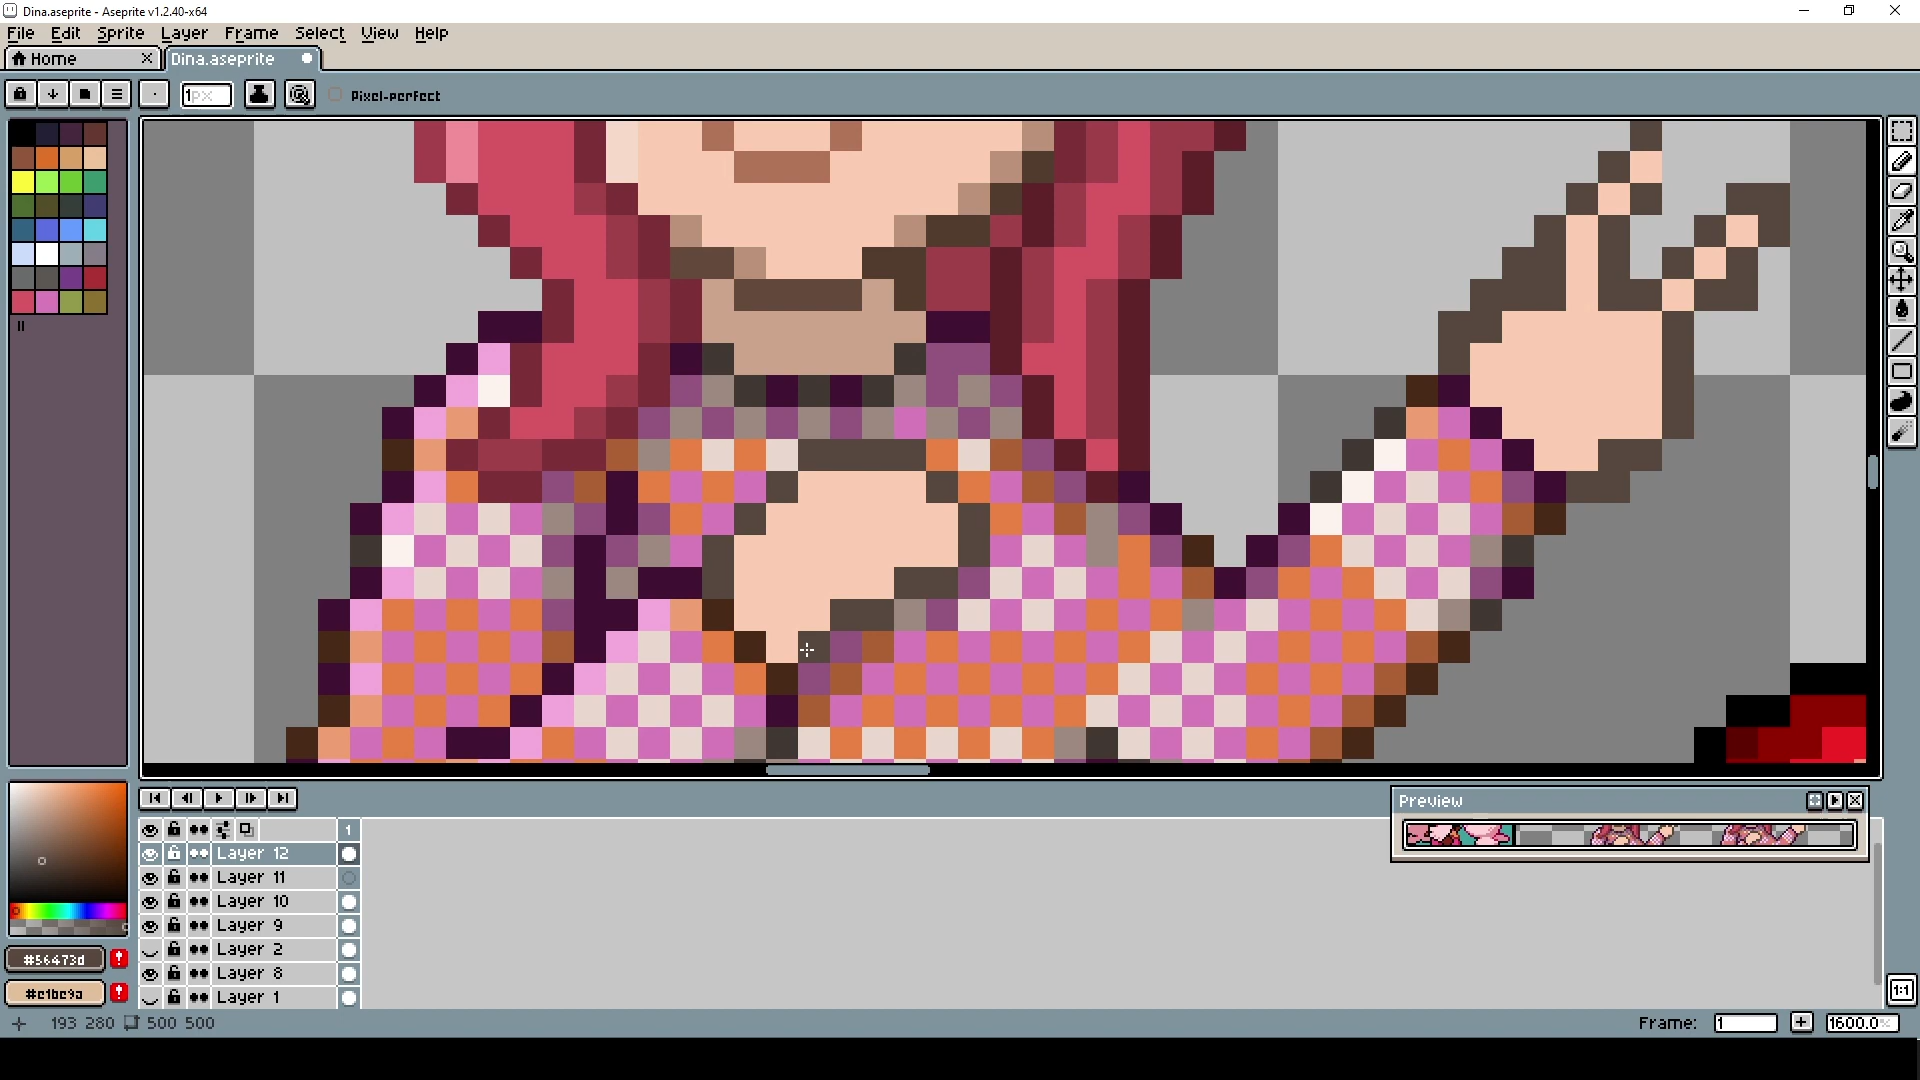 Dina.aseprite - Aseprite v1.2.40-x64
File Edit Sprite Layer Frame Select View Help
Home
Dina.aseprite
1px
Pixel-perfect
1
Layer 12
Layer 11
Layer 10
Layer 9
Layer 2
Layer 8
Layer 1
Preview
#56473d
#e1bc9a
193 280
500 500
Frame: 1
1600.0%
1:1